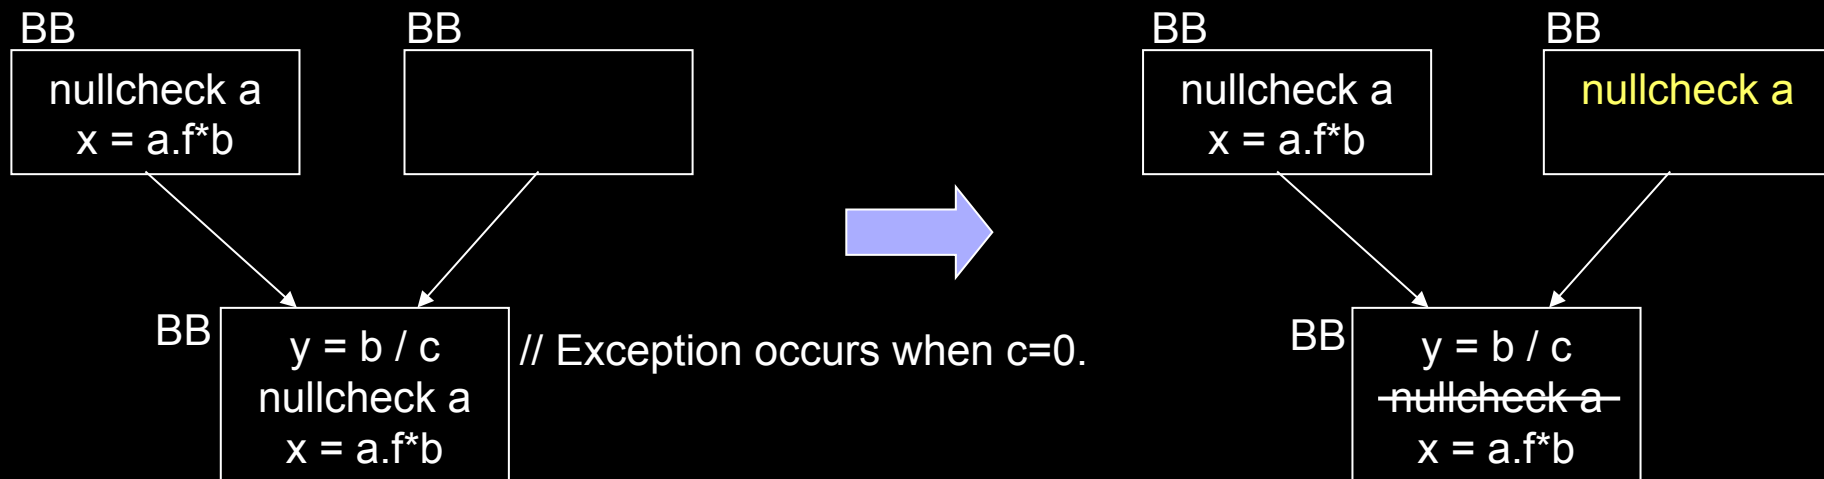 BB
nullcheck a
x = a.f*b
BB
BB
y = b / c
nullcheck a
x = a.f*b
// Exception occurs when c=0.
BB
nullcheck a
x = a.f*b
BB
nullcheck a
BB
y = b / c
nullcheck a
x = a.f*b